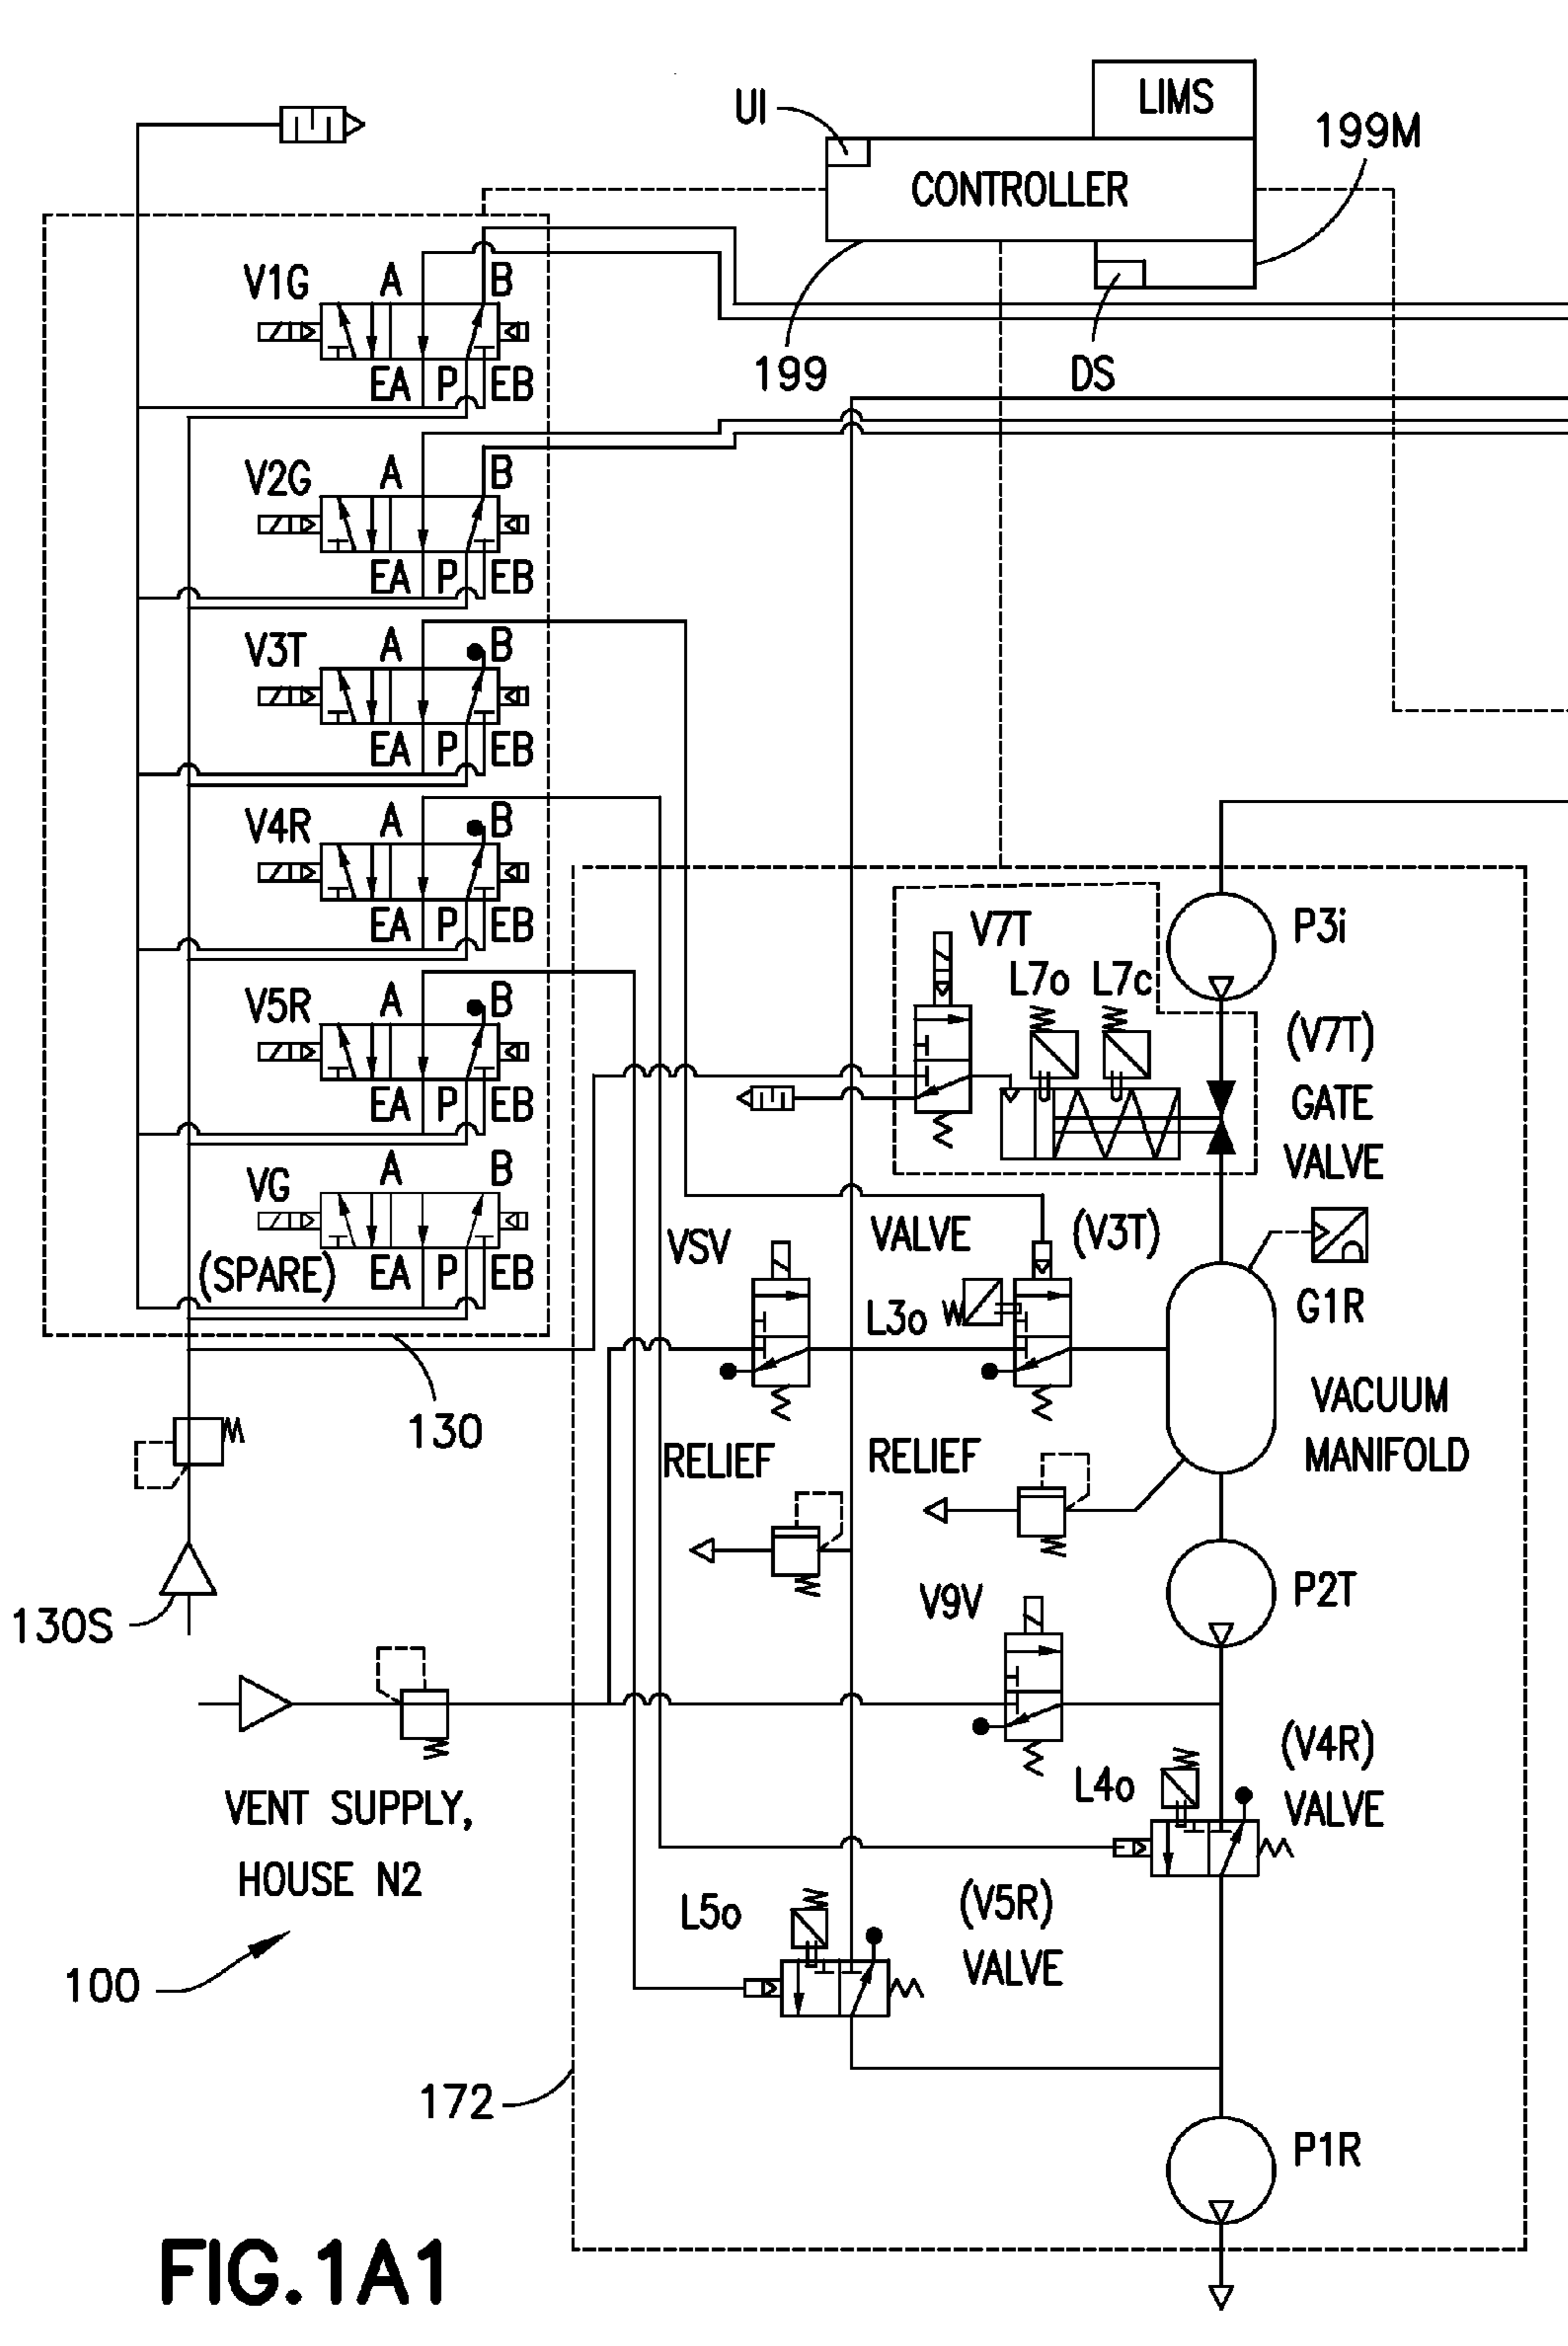 LIMS
UI
199M
CONTROLLER
V1G A B
EA P EB
199
DS
V2G A B
EA P EB
V3T A B
EA P EB
V4R A B
EA P EB
V7T
P3i
L7o L7c
V5R A B
(V7T)
EA P EB
GATE
VALVE
VG A B
(SPARE) EA P EB
VSV
VALVE (V3T)
L3o
G1R
130
VACUUM
MANIFOLD
RELIEF
RELIEF
130S
V9V
P2T
VENT SUPPLY,
HOUSE N2
L4o
(V4R)
VALVE
L5o
(V5R)
VALVE
100
172
P1R
FIG.1A1